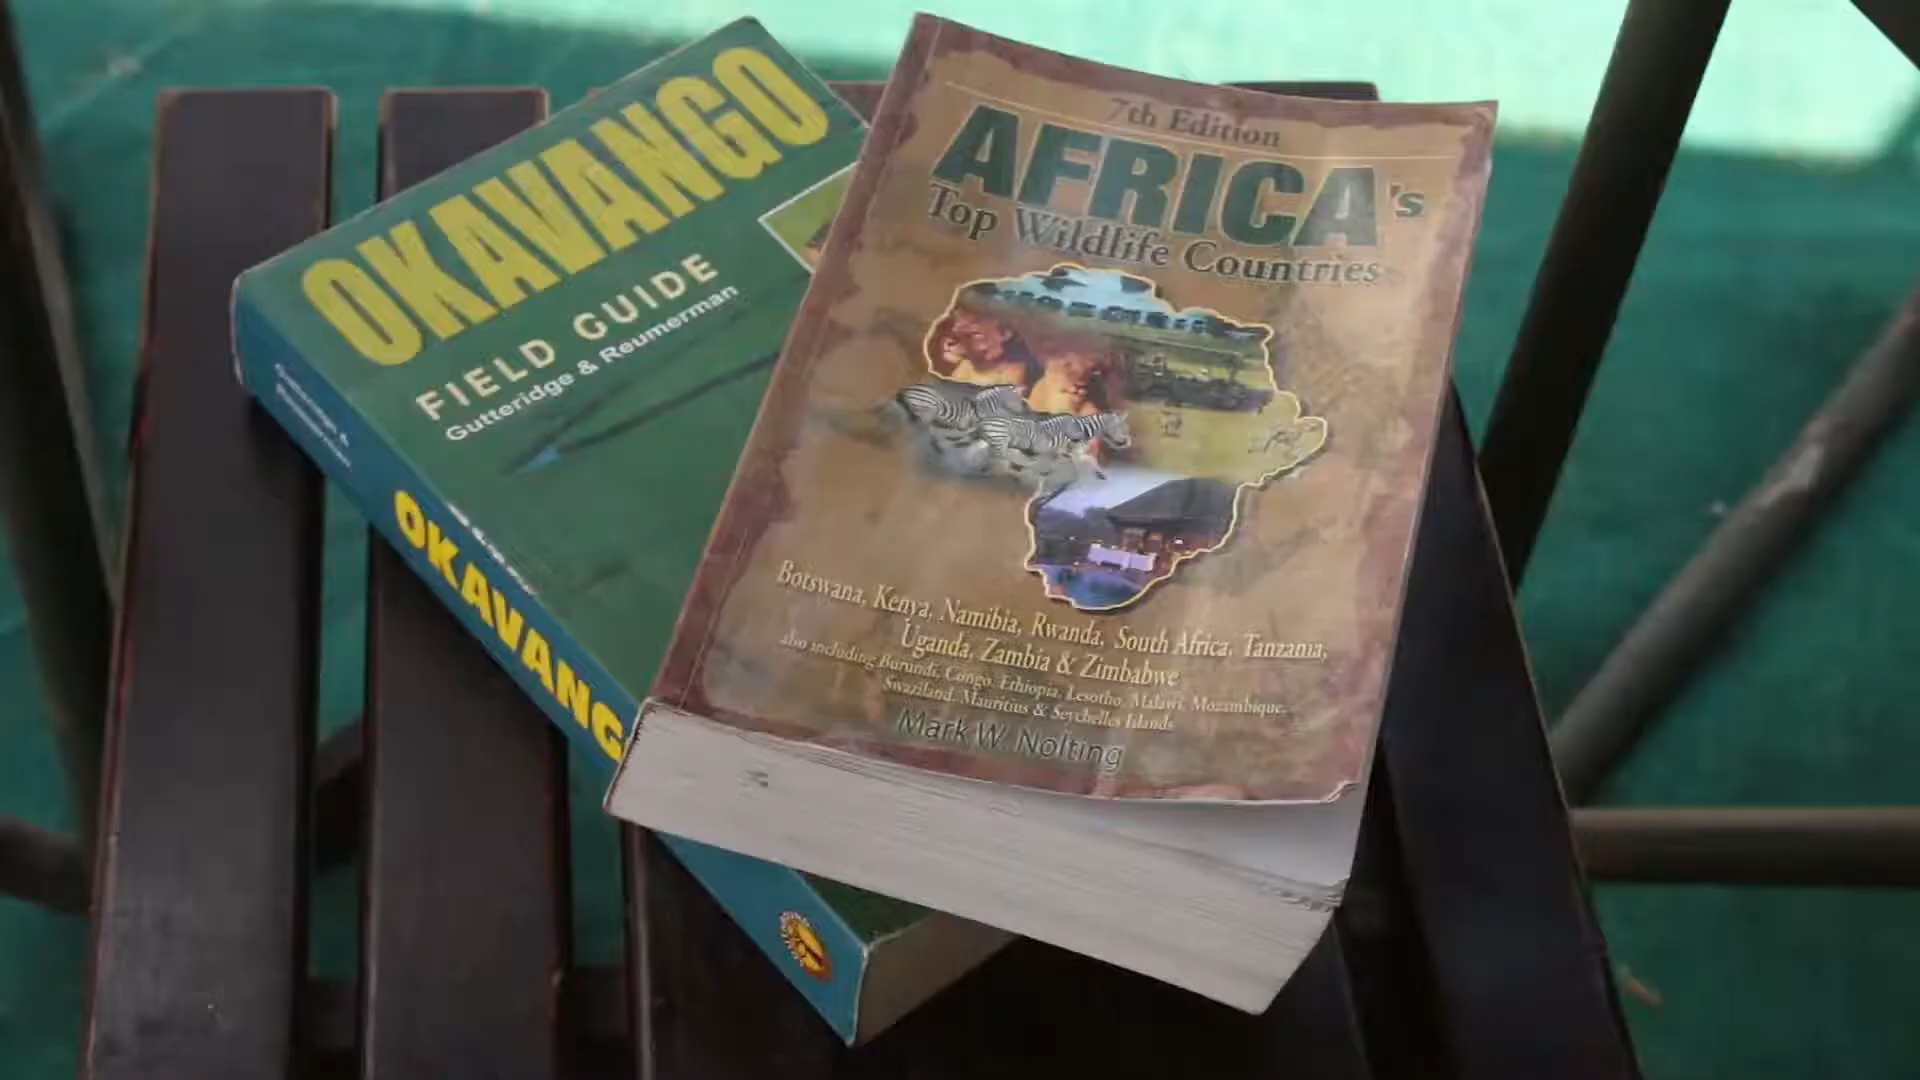 OKAVANGO
FIELD GUIDE
Gutteridge & Reumerman
OKAVANG
7th Edition
AFRICA's
Top Wildlife Countries
Botswana, Kenya, Namibia, Rwanda, South Africa, Tanzania,
Uganda, Zambia & Zimbabwe
also including Burundi, Congo, Ethiopia, Lesotho, Malawi, Mozambique,
Swaziland, Mauritius & Seychelles Islands
Mark W. Nolting